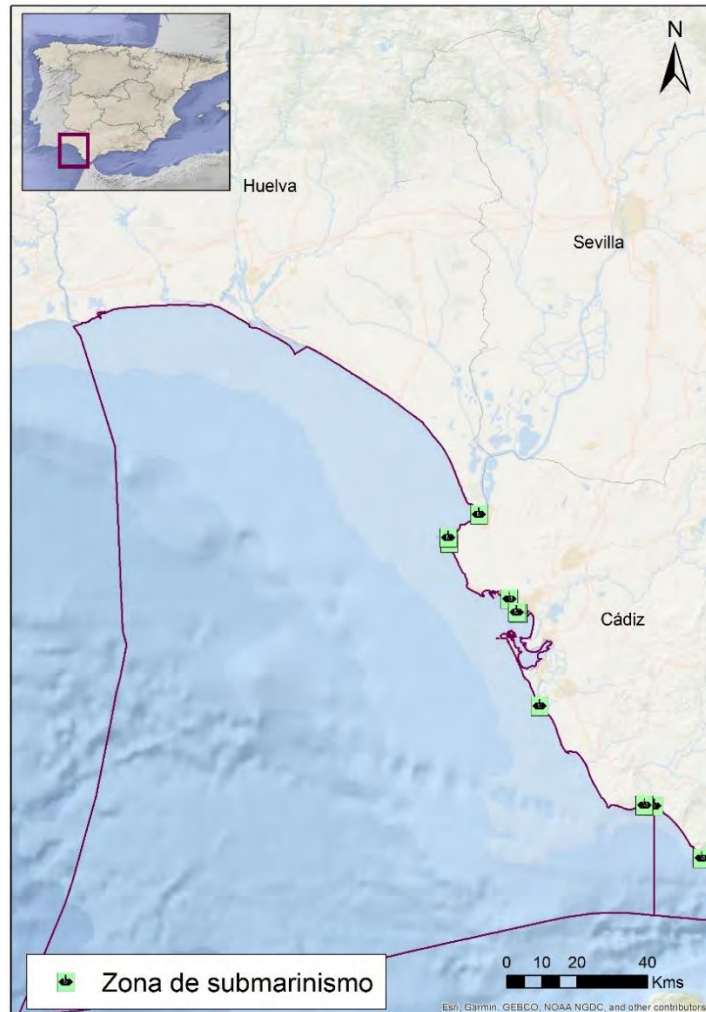 N
Huelva
Sevilla
Cádiz
Zona de submarinismo
0 10 20 40
Kms
Esri, Garmin, GEBCO, NOAA NGDC, and other contributors